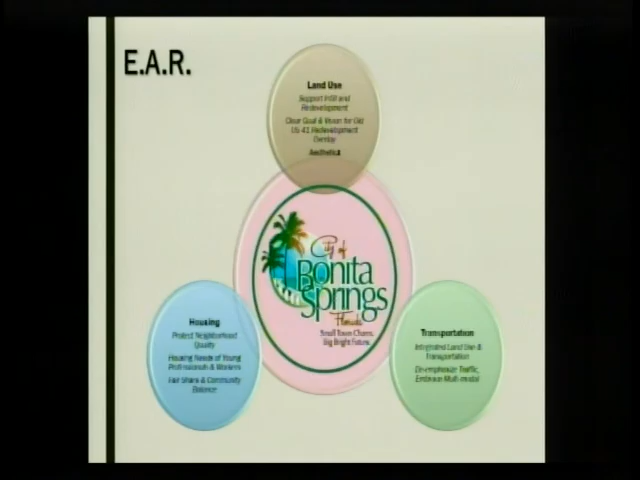 E.A.R.
Land Use
Support Infill and
Redevelopment
Clear Goal & Vision for Old
US 41 Redevelopment
Overlay
Aesthetics
City of
Bonita
Springs
Florida
Small Town Charm.
Big Bright Future.
Housing
Protect Neighborhood
Quality
Housing Needs of Young
Professionals & Workers
Fair Share & Community
Balance
Transportation
Integrated Land Use &
Transportation
De-emphasize Traffic,
Embrace Multi-modal